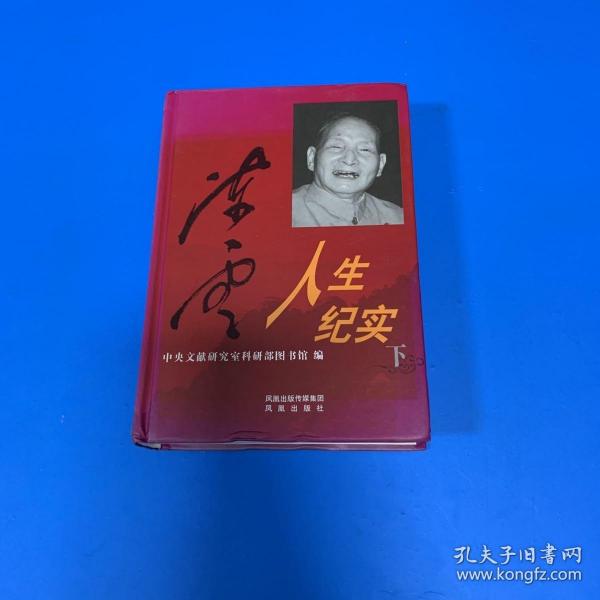 陈云
人生
纪实
下
中央文献研究室科研部图书馆 编
凤凰出版传媒集团
凤凰出版社
孔夫子旧书网
www.kongfz.com